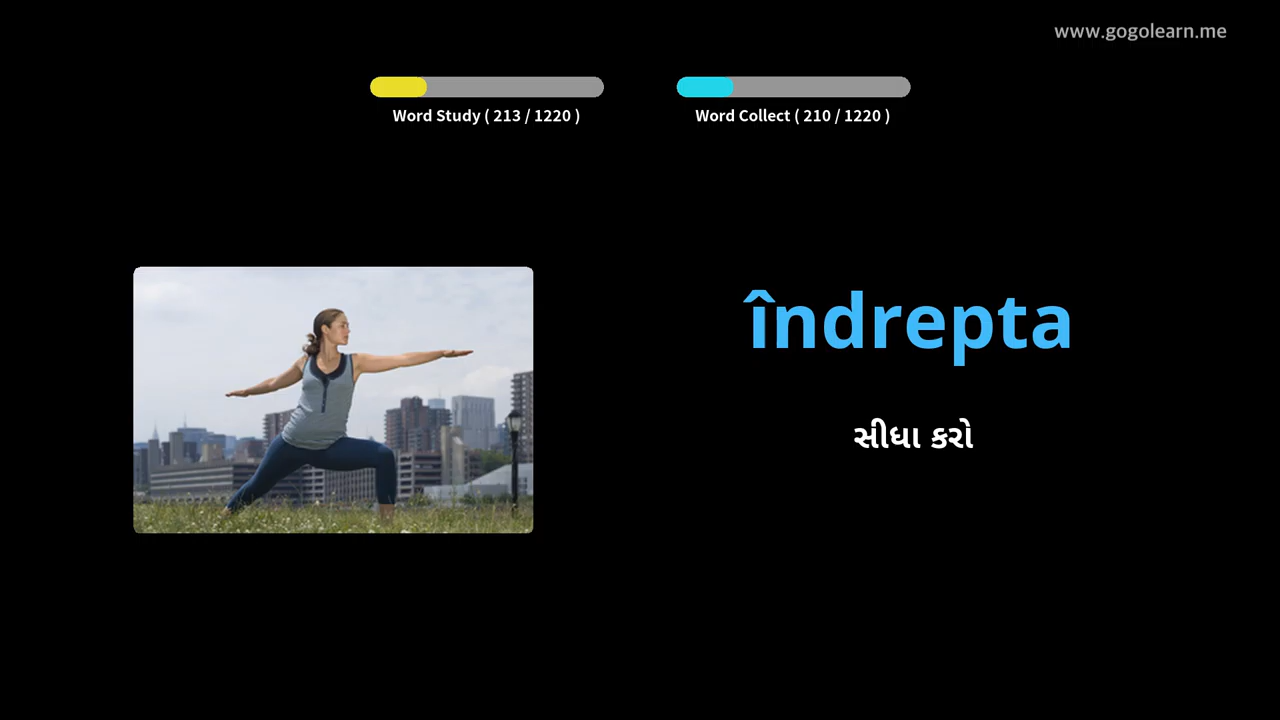 www.gogolearn.me
Word Study ( 213 / 1220 )
Word Collect ( 210 / 1220 )
îndrepta
સીધા કરો